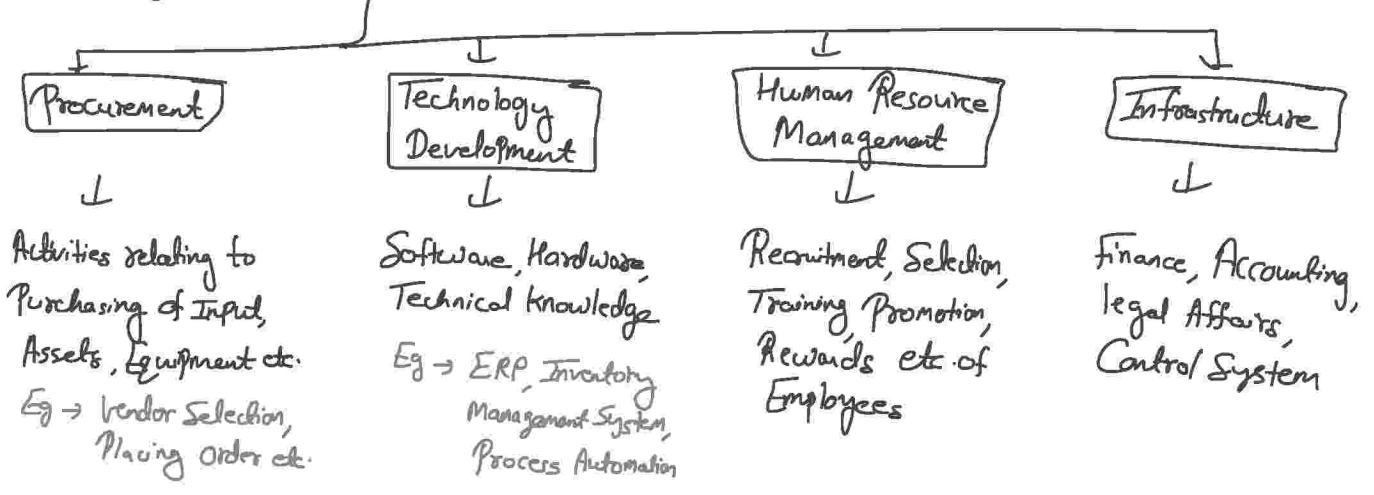 Procurement
Technology
Development
Human Resource
Management
Infrastructure
Activities relating to
Purchasing of Input,
Assets, Equipment etc.
Eg → Vendor Selection,
Placing Order etc.
Software, Hardware,
Technical Knowledge
Eg → ERP, Inventory
Management System,
Process Automation
Recruitment, Selection,
Training, Promotion,
Rewards etc. of
Employees
Finance, Accounting,
legal Affairs,
Control System